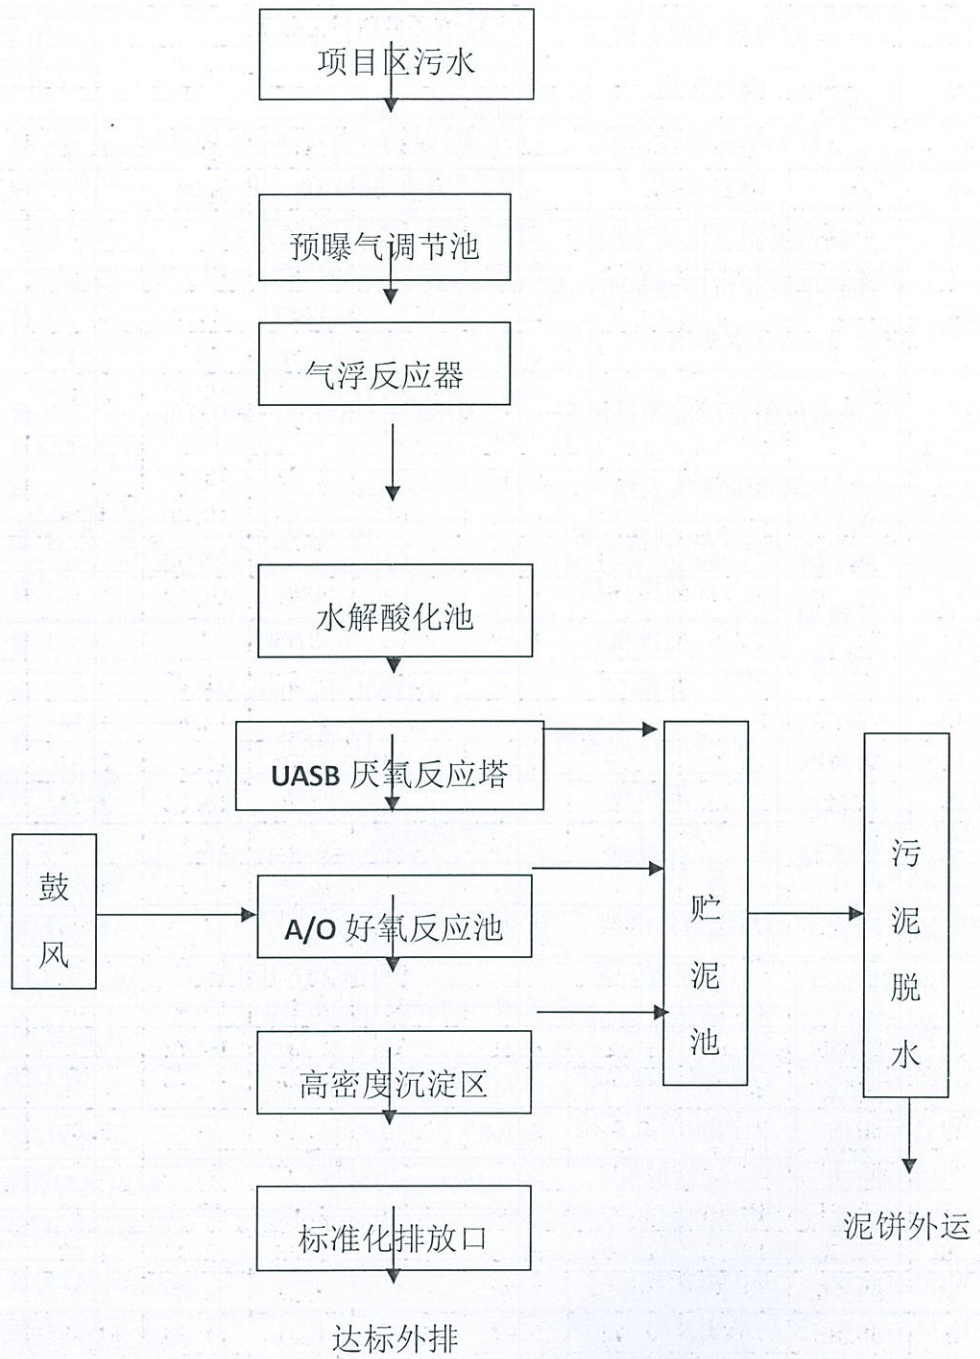 项目区污水
预曝气调节池
气浮反应器
水解酸化池
UASB 厌氧反应塔
鼓风
A/O 好氧反应池
贮泥池
污泥脱水
高密度沉淀区
标准化排放口
泥饼外运
达标外排